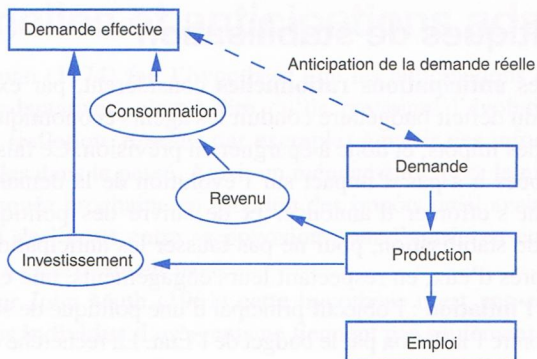 Demande effective
Anticipation de la demande réelle
Consommation
Demande
Revenu
Investissement
Production
Emploi